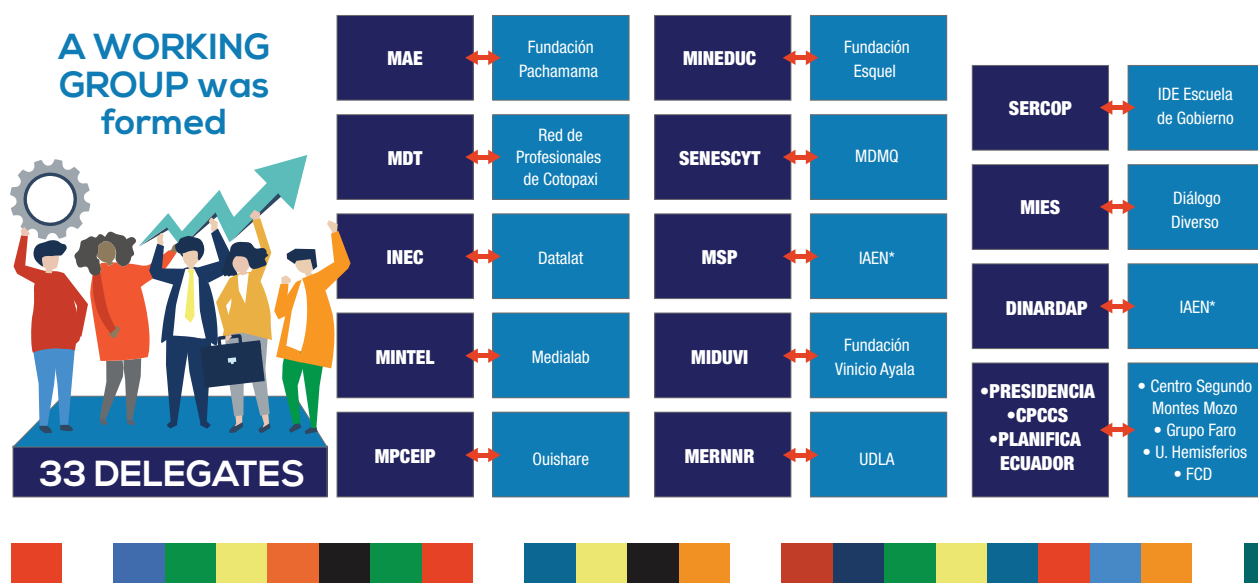 A WORKING
GROUP was
formed
33 DELEGATES
MAE
Fundación
Pachamama
MDT
Red de
Profesionales
de Cotopaxi
INEC
Datalat
MINTEL
Medialab
MPCEIP
Ouishare
MINEDUC
Fundación
Esquel
SENESCYT
MDMQ
MSP
IAEN*
MIDUVI
Fundación
Vinicio Ayala
MERNNR
UDLA
SERCOP
IDE Escuela
de Gobierno
MIES
Diálogo
Diverso
DINARDAP
IAEN*
•PRESIDENCIA
•CPCCS
•PLANIFICA
ECUADOR
• Centro Segundo
Montes Mozo
• Grupo Faro
• U. Hemisferios
• FCD